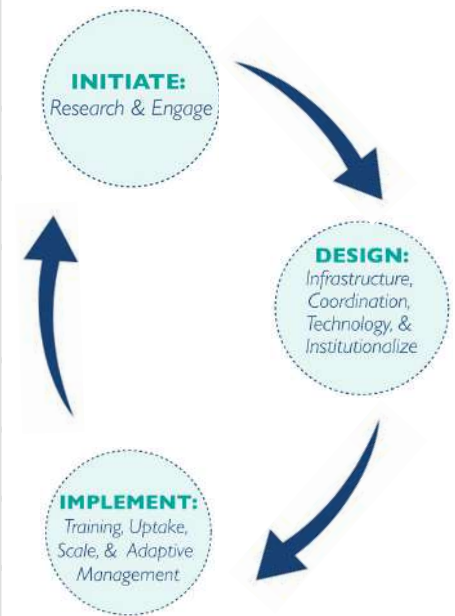 INITIATE:
Research & Engage
DESIGN:
Infrastructure,
Coordination,
Technology, &
Institutionalize
IMPLEMENT:
Training, Uptake,
Scale, & Adaptive
Management